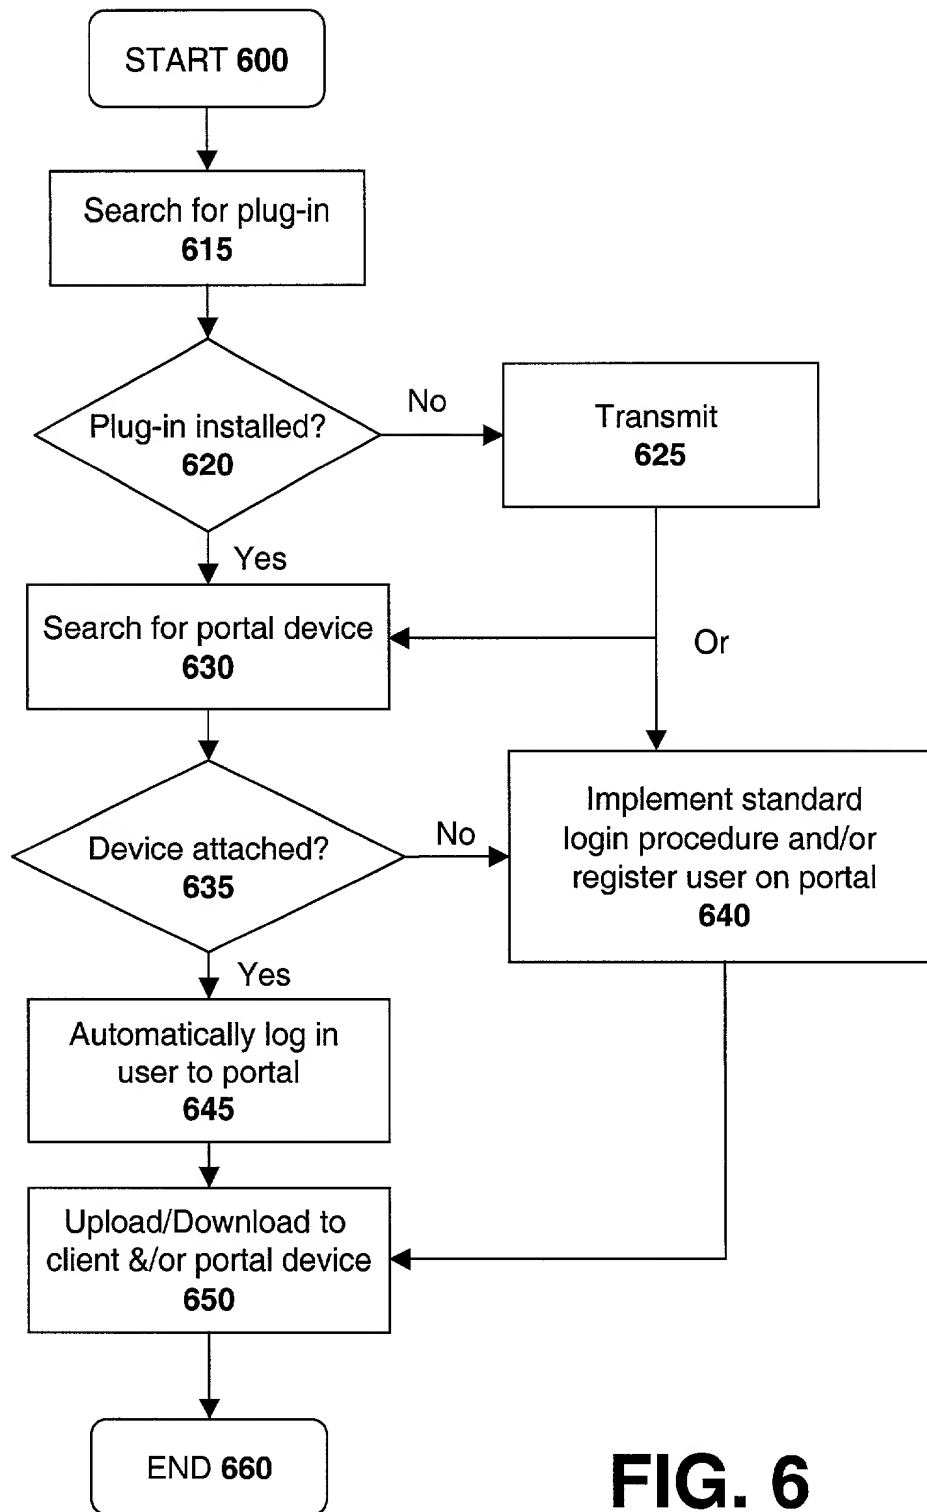 START 600
Search for plug-in
615
Plug-in installed?
620
No
Transmit
625
Yes
Search for portal device
630
Or
Device attached?
635
No
Implement standard
login procedure and/or
register user on portal
640
Yes
Automatically log in
user to portal
645
Upload/Download to
client &/or portal device
650
END 660
FIG. 6